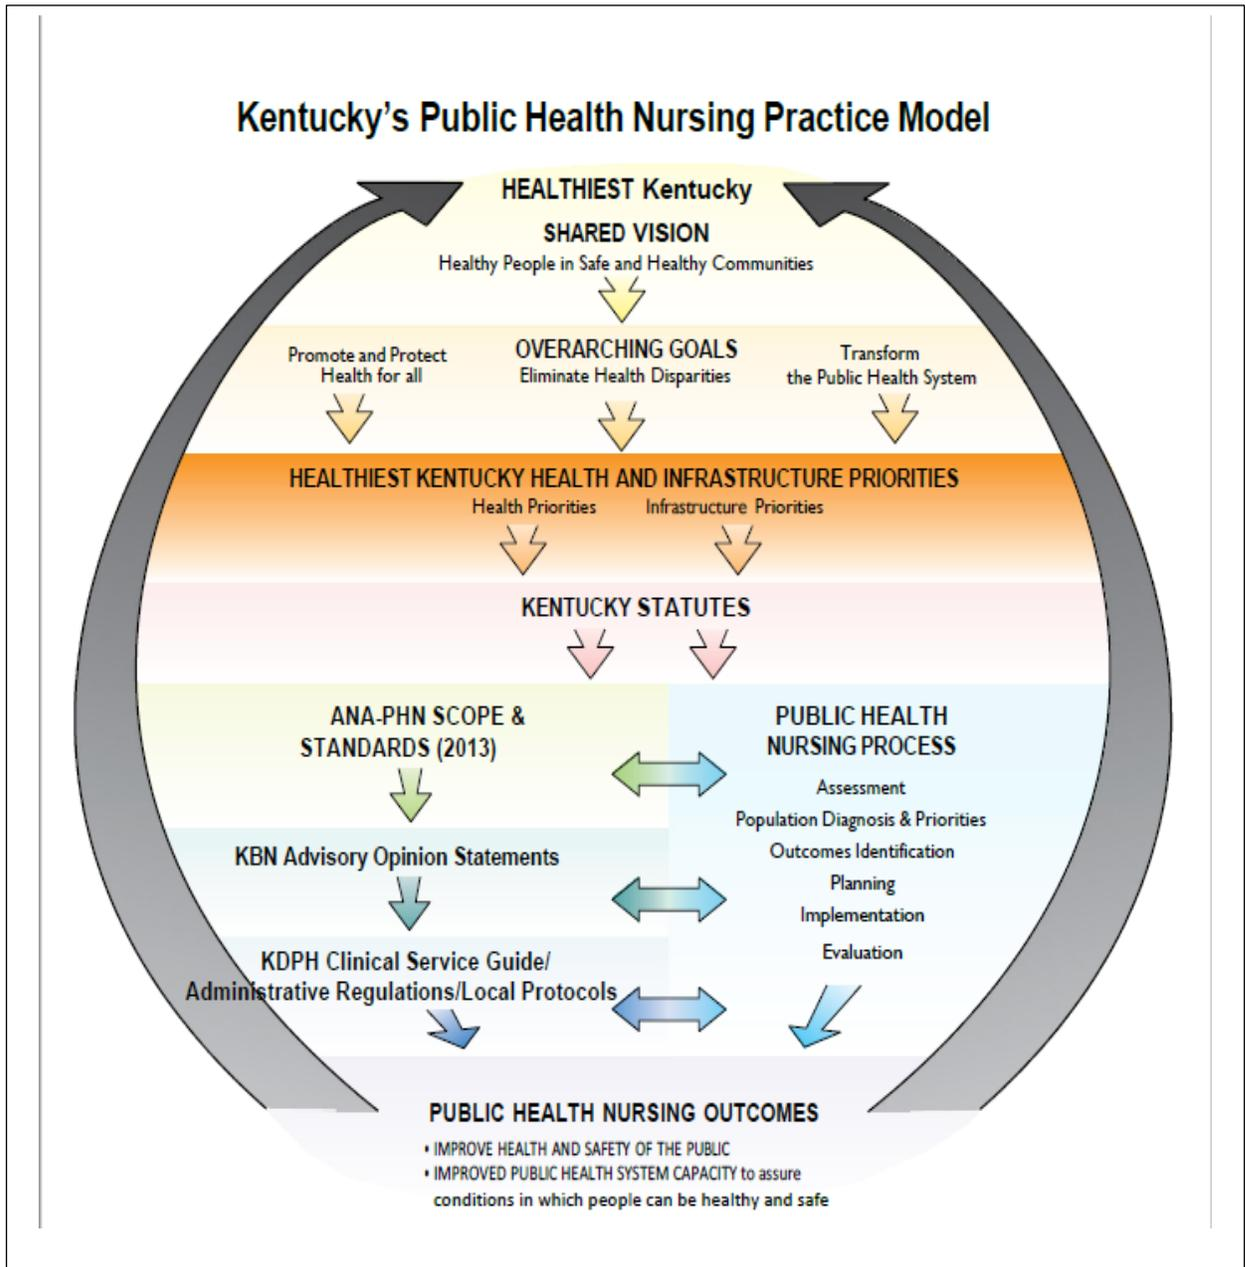 Kentucky's Public Health Nursing Practice Model
HEALTHIEST Kentucky
SHARED VISION
Healthy People in Safe and Healthy Communities
Promote and Protect
Health for all
OVERARCHING GOALS
Eliminate Health Disparities
Transform
the Public Health System
HEALTHIEST KENTUCKY HEALTH AND INFRASTRUCTURE PRIORITIES
Health Priorities
Infrastructure Priorities
KENTUCKY STATUTES
ANA-PHN SCOPE &
STANDARDS (2013)
KBN Advisory Opinion Statements
KDPH Clinical Service Guide/
Administrative Regulations/Local Protocols
PUBLIC HEALTH
NURSING PROCESS
Assessment
Population Diagnosis & Priorities
Outcomes Identification
Planning
Implementation
Evaluation
PUBLIC HEALTH NURSING OUTCOMES
• IMPROVE HEALTH AND SAFETY OF THE PUBLIC
• IMPROVED PUBLIC HEALTH SYSTEM CAPACITY to assure
conditions in which people can be healthy and safe